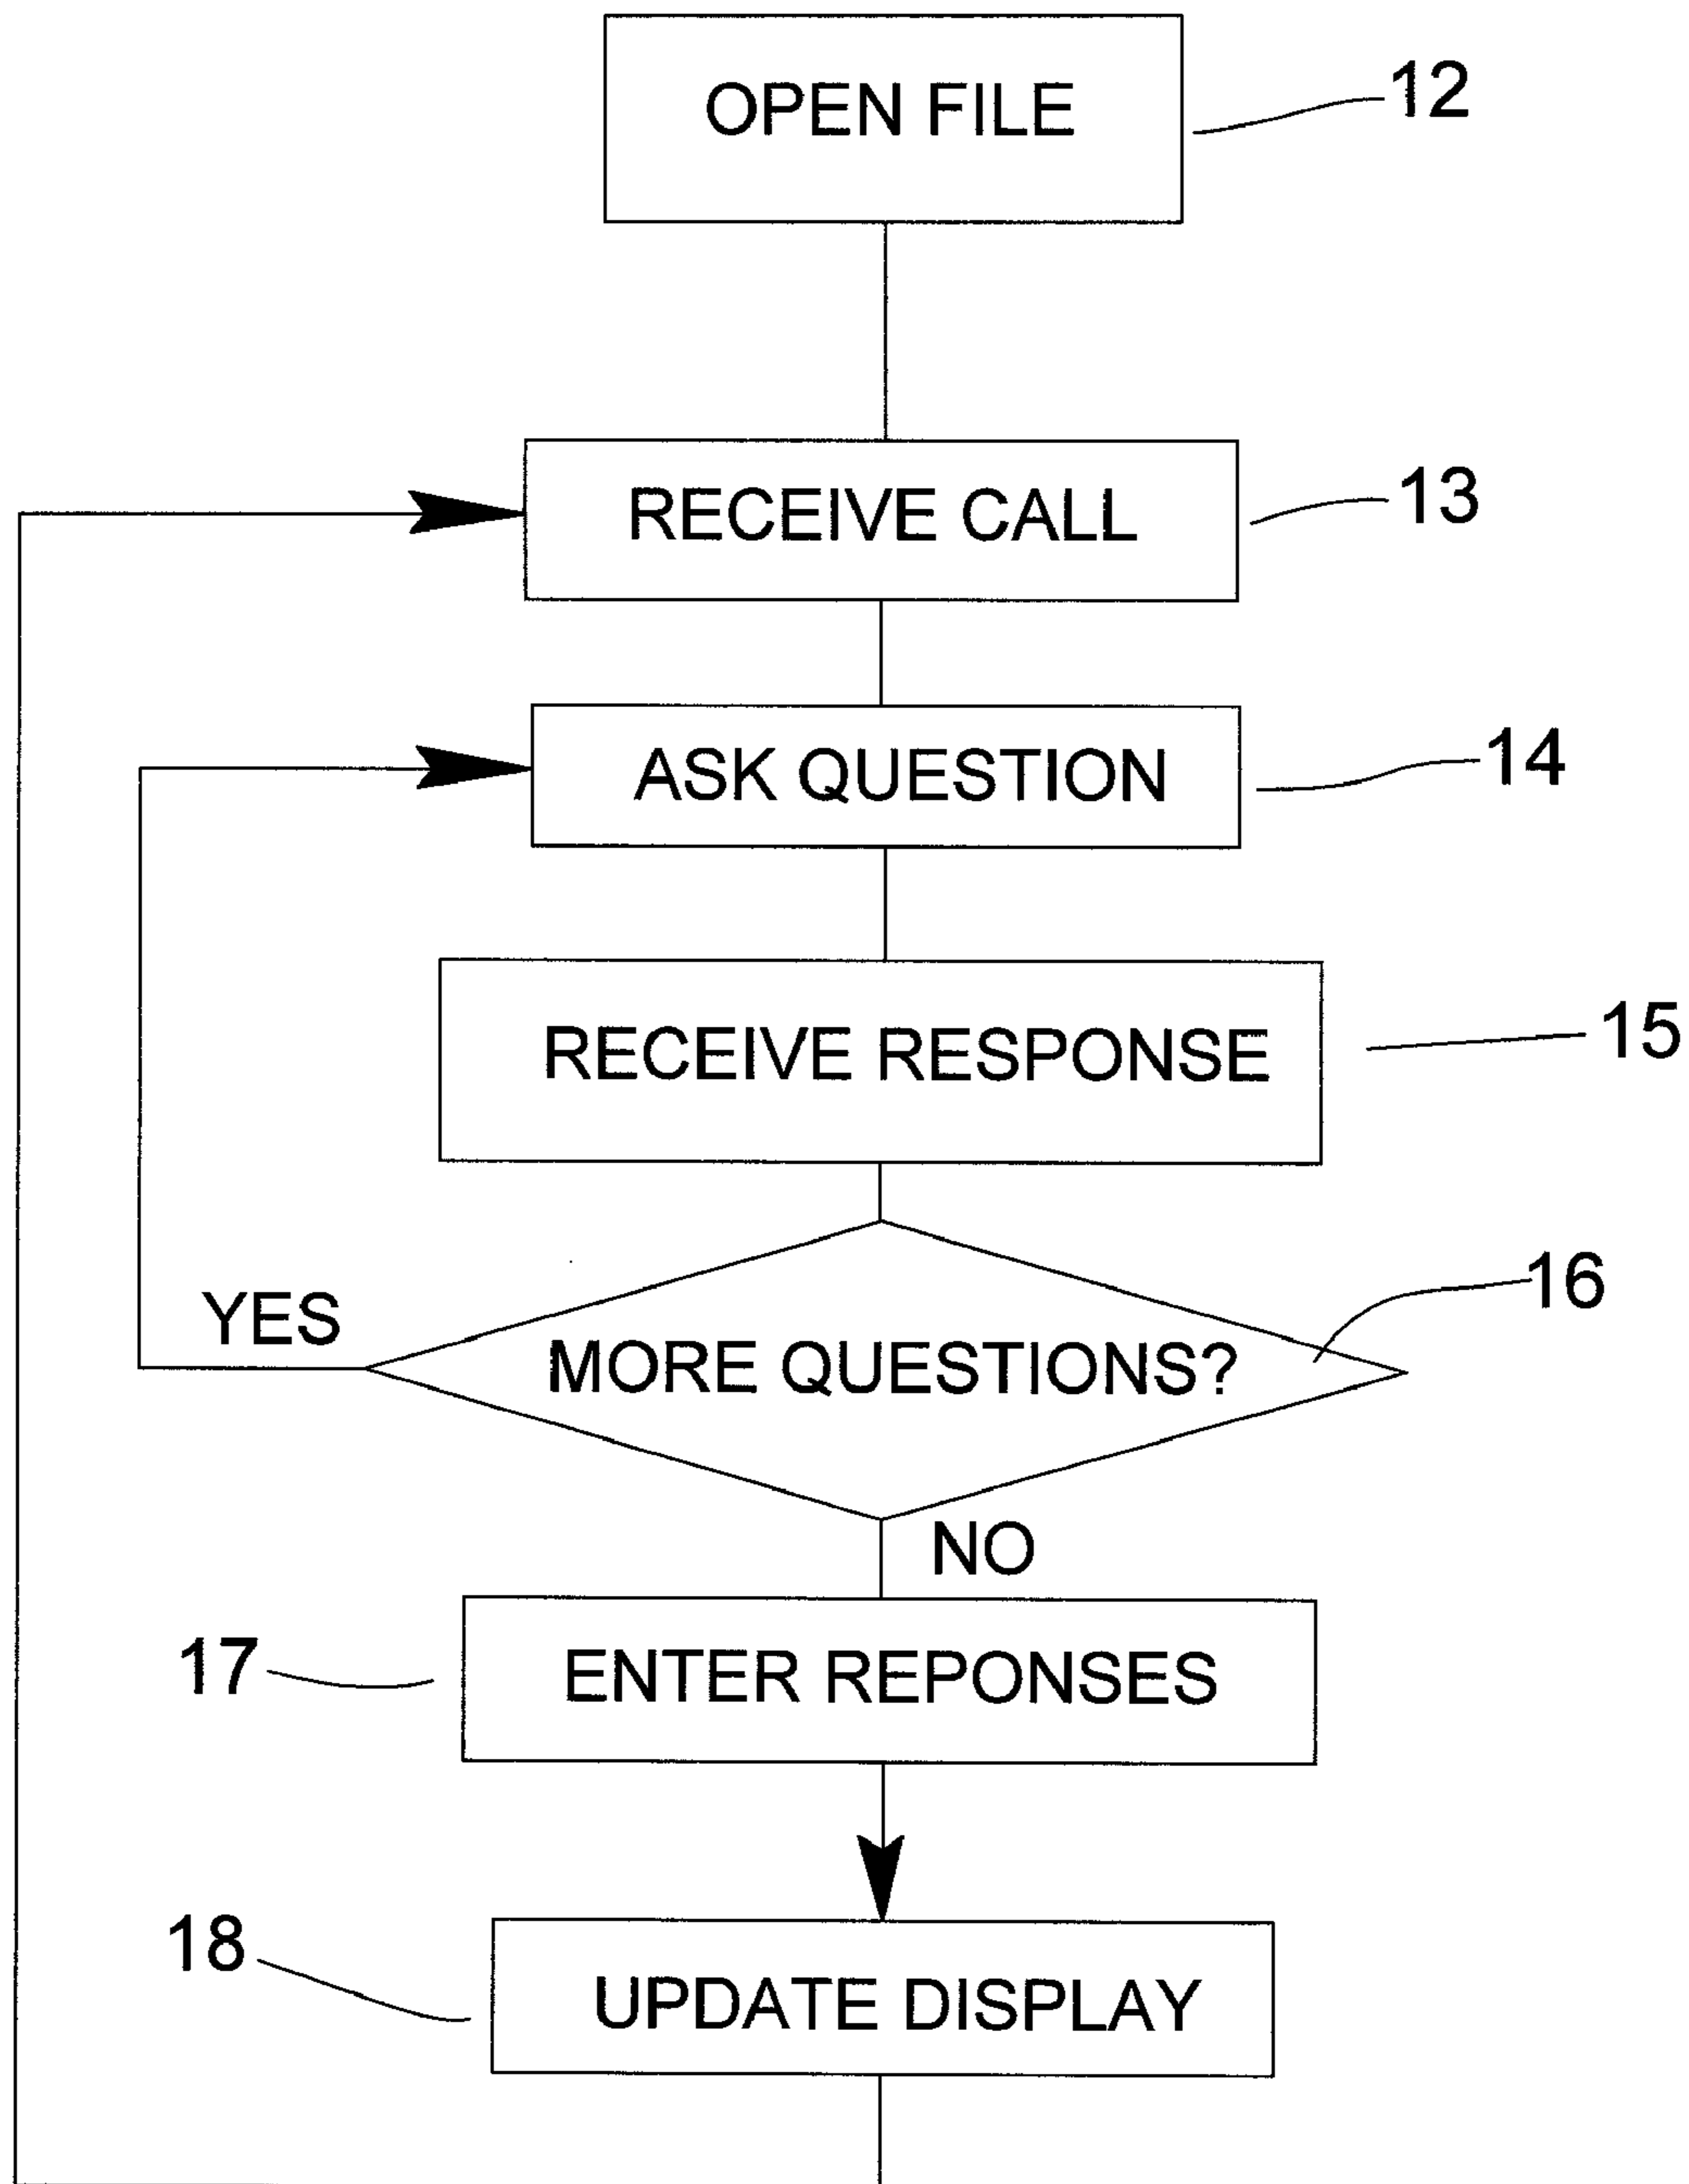 OPEN FILE
12
RECEIVE CALL
13
ASK QUESTION
14
RECEIVE RESPONSE
15
YES
MORE QUESTIONS?
16
NO
17
ENTER REPONSES
18
UPDATE DISPLAY